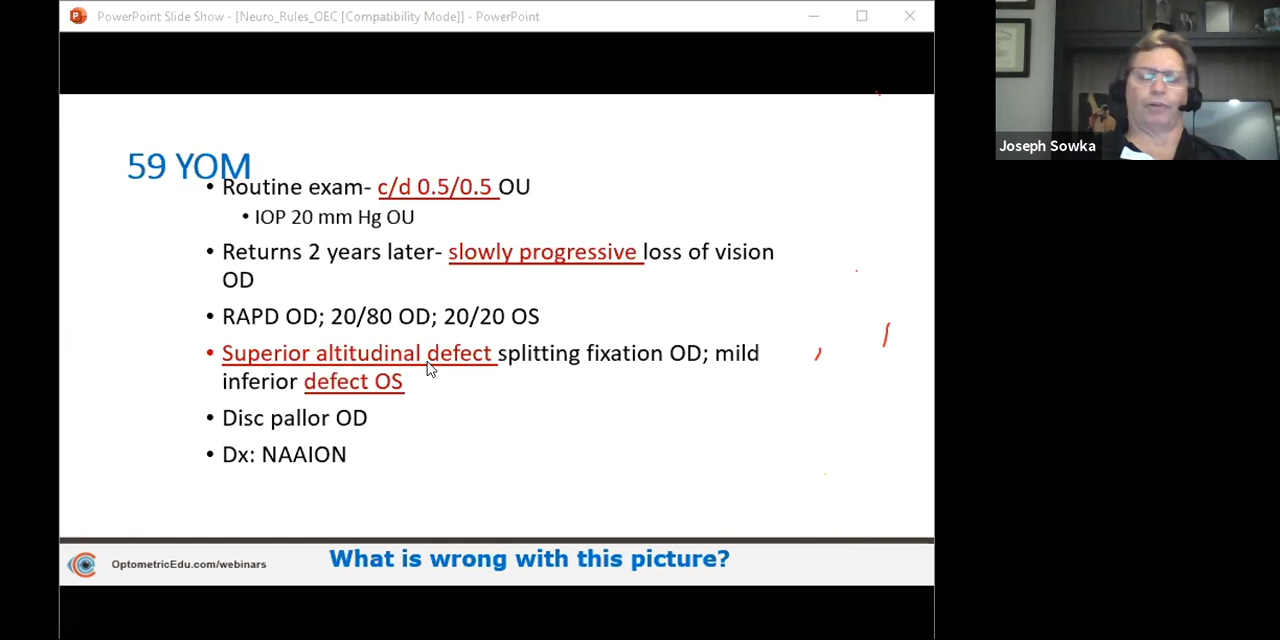 PowerPoint Slide Show - [Neuro_Rules_OEC [Compatibility Mode]] - PowerPoint
Joseph Sowka
59 YOM
• Routine exam- c/d 0.5/0.5 OU
• IOP 20 mm Hg OU
• Returns 2 years later- slowly progressive loss of vision
OD
• RAPD OD; 20/80 OD; 20/20 OS
• Superior altitudinal defect splitting fixation OD; mild
inferior defect OS
• Disc pallor OD
• Dx: NAAION
OptometricEdu.com/webinars
What is wrong with this picture?